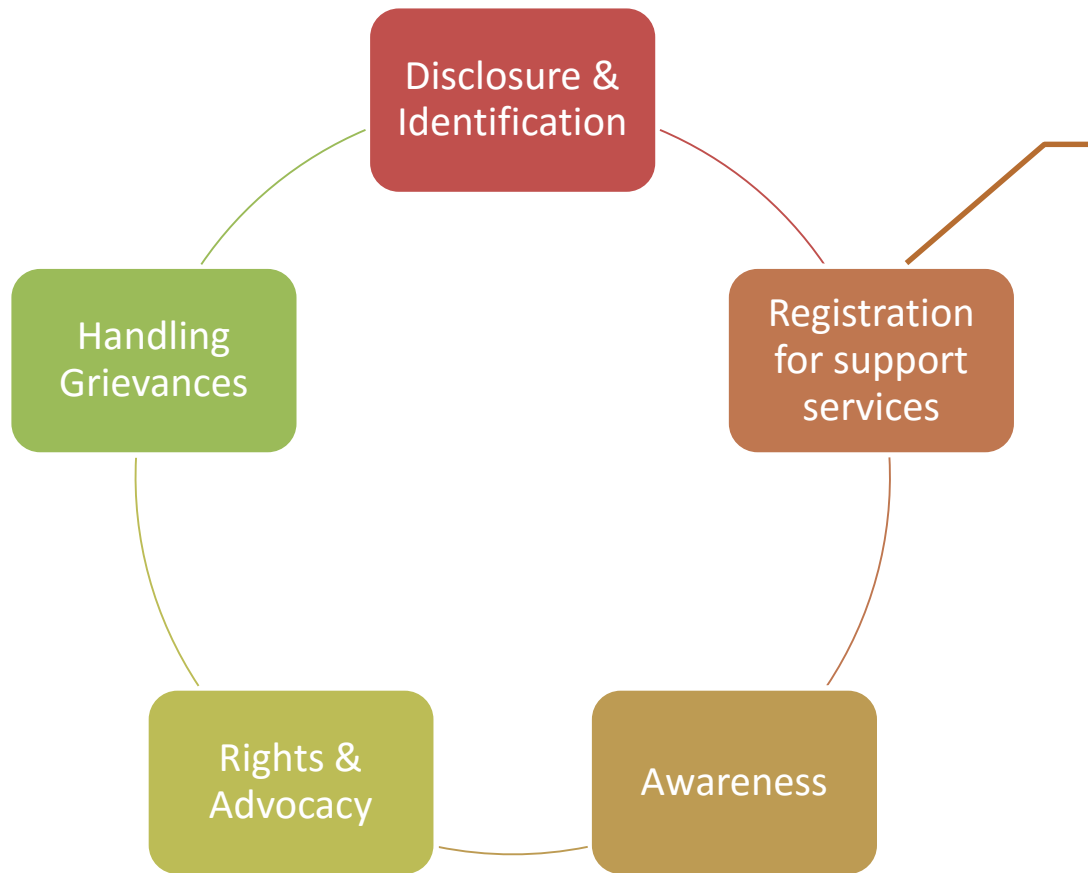 Disclosure &
Identification
Registration
for support
services
Awareness
Rights &
Advocacy
Handling
Grievances